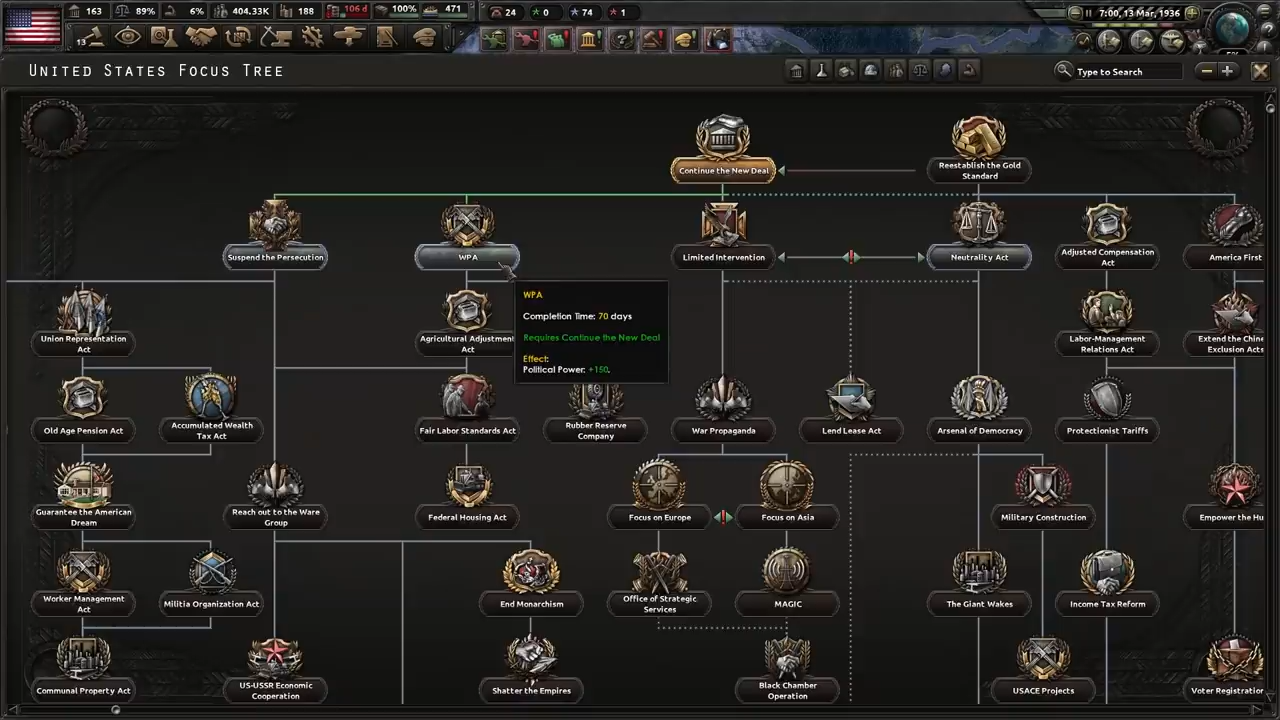 163 89% 6% 404.33K 188 106 d 100% 471 24 0 74 1 7:00, 13 Mar, 1936
13
UNITED STATES FOCUS TREE
Type to Search
Continue the New Deal
Reestablish the Gold
Standard
Suspend the Persecution
WPA
Limited Intervention
Neutrality Act
Adjusted Compensation
Act
America First
WPA
Completion Time: 70 days
Requires Continue the New Deal
Effect:
Political Power: +150.
Union Representation
Act
Agricultural Adjustment
Act
Labor-Management
Relations Act
Extend the Chine
Exclusion Acts
Old Age Pension Act
Accumulated Wealth
Tax Act
Fair Labor Standards Act
Rubber Reserve
Company
War Propaganda
Lend Lease Act
Arsenal of Democracy
Protectionist Tariffs
Guarantee the American
Dream
Reach out to the Ware
Group
Federal Housing Act
Focus on Europe
Focus on Asia
Military Construction
Empower the Hu
Worker Management
Act
Militia Organization Act
End Monarchism
Office of Strategic
Services
MAGIC
The Giant Wakes
Income Tax Reform
Communal Property Act
US-USSR Economic
Cooperation
Shatter the Empires
Black Chamber
Operation
USACE Projects
Voter Registration